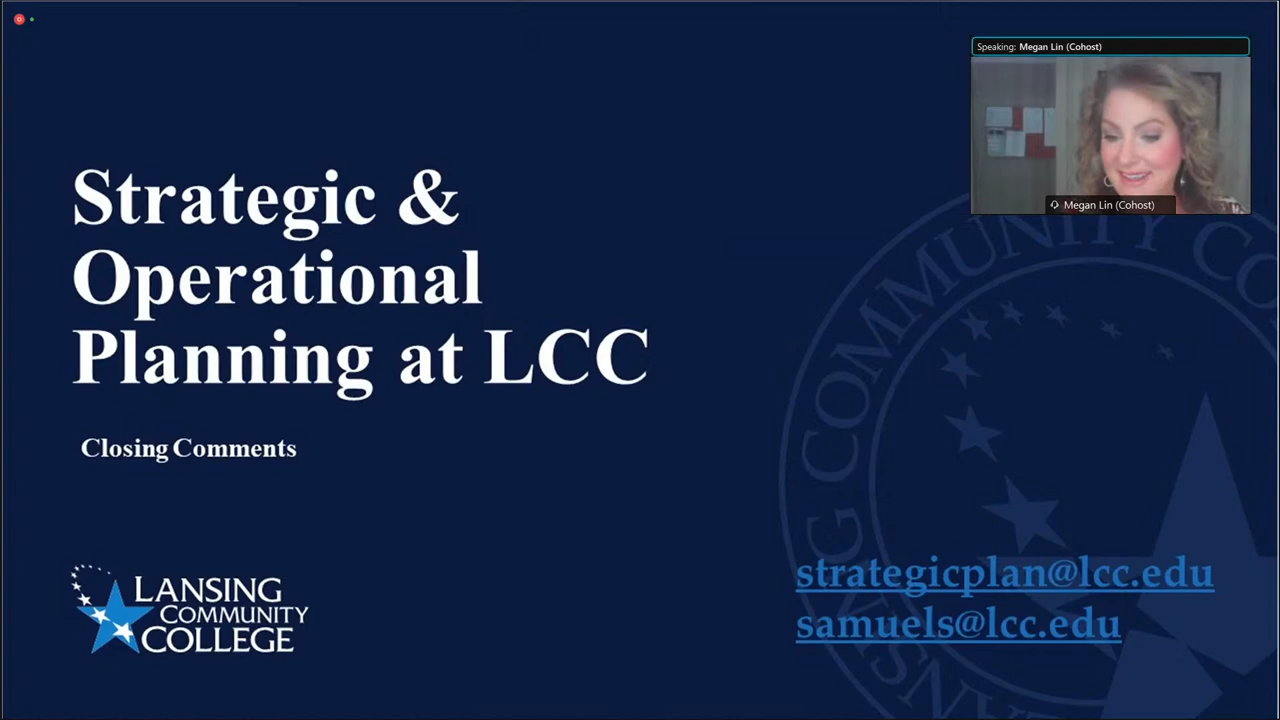 Speaking: Megan Lin (Cohost)
Megan Lin (Cohost)
Strategic &
Operational
Planning at LCC
Closing Comments
LANSING
COMMUNITY
COLLEGE
strategicplan@lcc.edu
samuels@lcc.edu